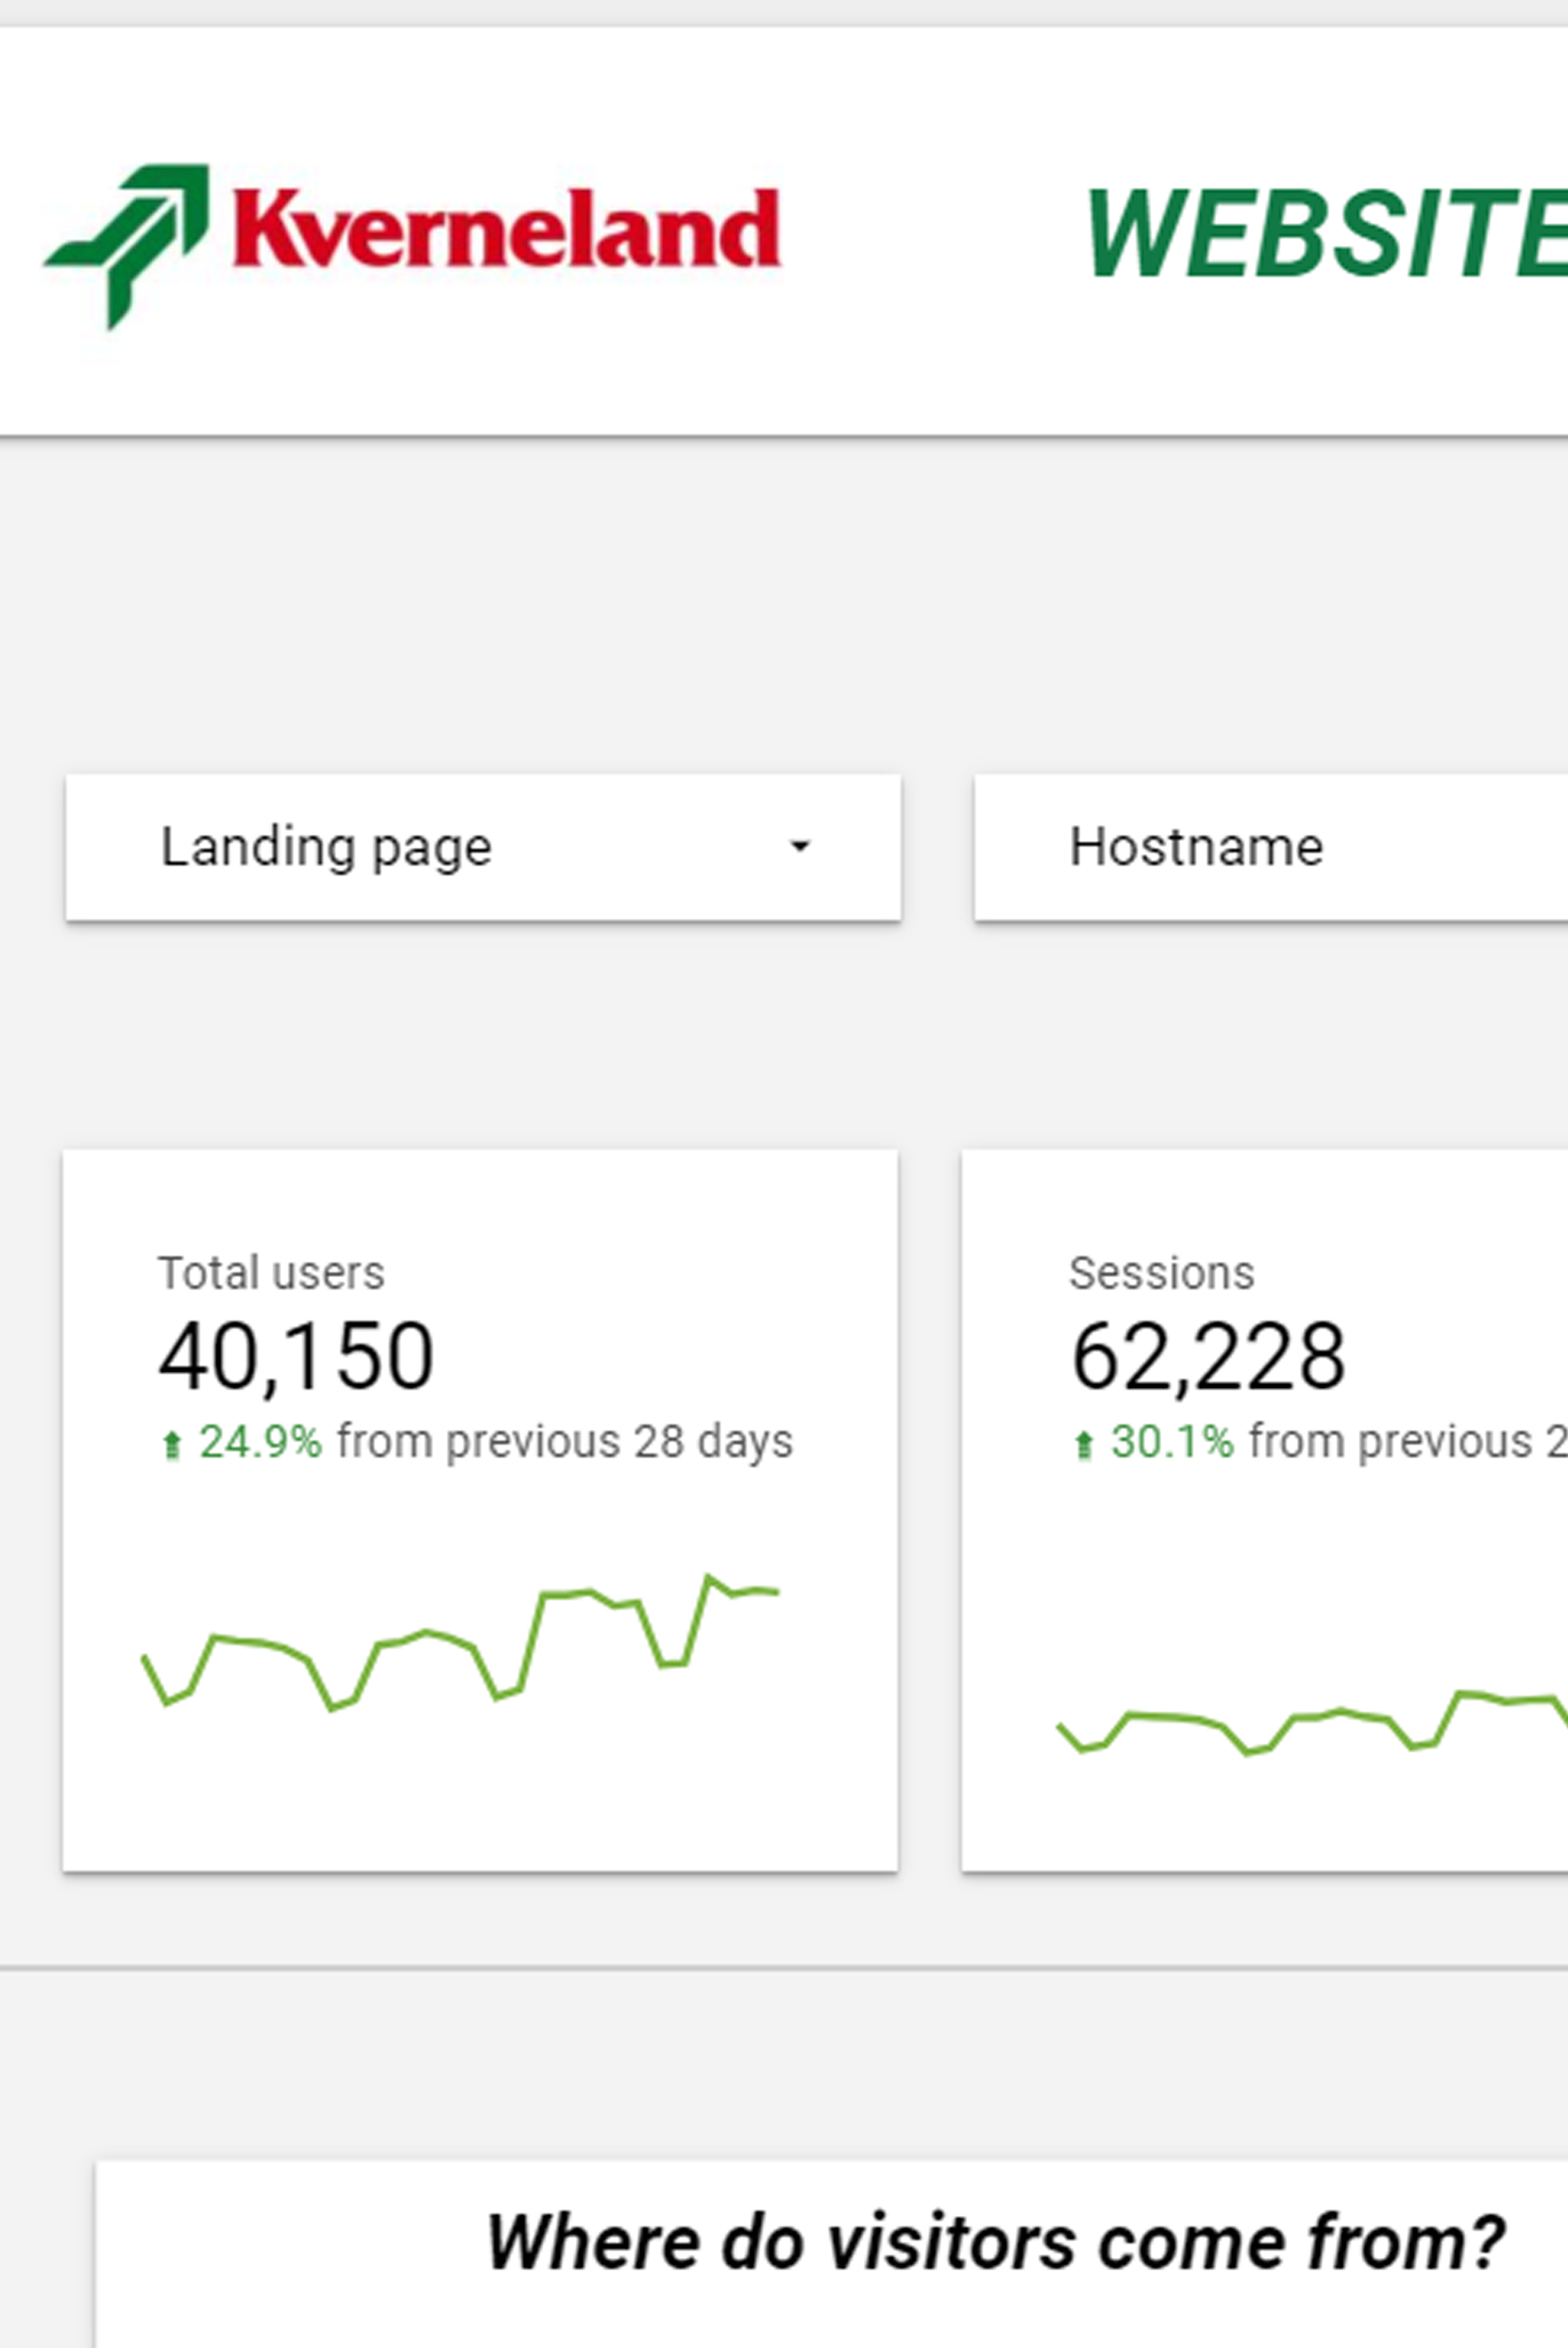 Kverneland
WEBSITE
Landing page
Hostname
Total users
40,150
24.9% from previous 28 days
Sessions
62,228
30.1% from previous 2
Where do visitors come from?